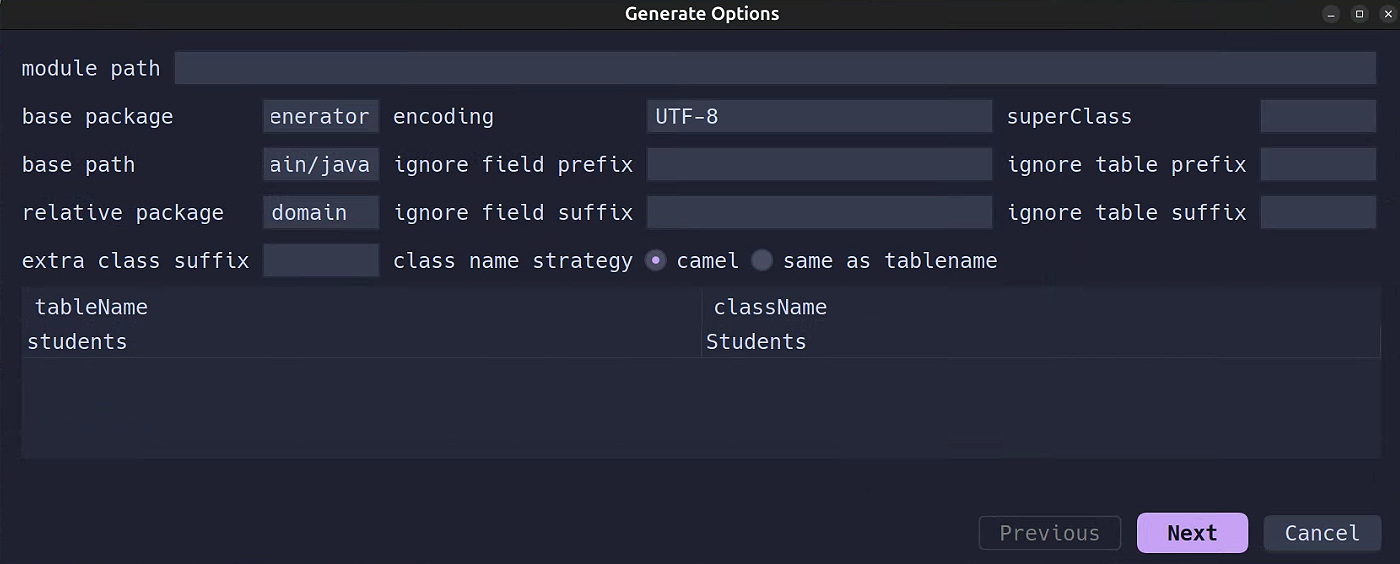 Generate Options
module path
base package enerator encoding UTF-8 superClass
base path ain/java ignore field prefix ignore table prefix
relative package domain ignore field suffix ignore table suffix
extra class suffix class name strategy camel same as tablename
tableName className
students Students
Previous Next Cancel